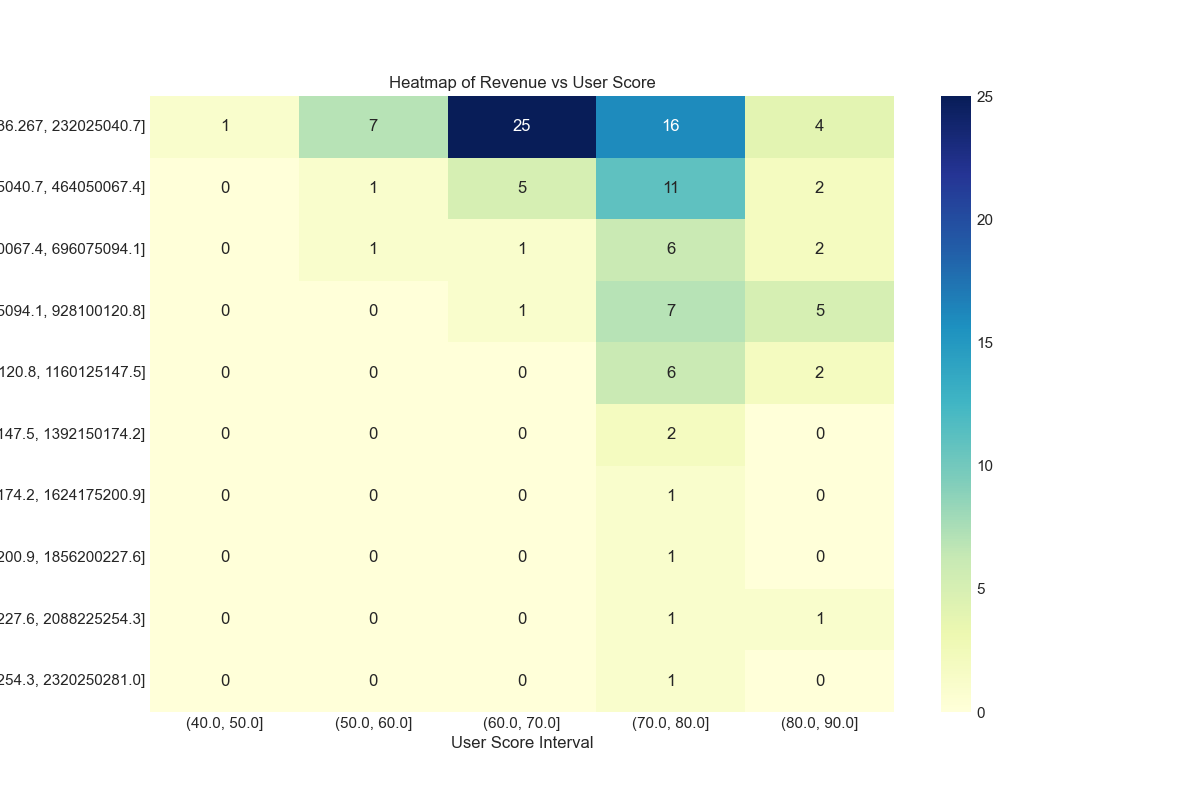 Heatmap of Revenue vs User Score
36.267, 232025040.7] 1 7 25 16 4
5040.7, 464050067.4] 0 1 5 11 2
0067.4, 696075094.1] 0 1 1 6 2
5094.1, 928100120.8] 0 0 1 7 5
120.8, 1160125147.5] 0 0 0 6 2
147.5, 1392150174.2] 0 0 0 2 0
174.2, 1624175200.9] 0 0 0 1 0
200.9, 1856200227.6] 0 0 0 1 0
227.6, 2088225254.3] 0 0 0 1 1
254.3, 2320250281.0] 0 0 0 1 0
(40.0, 50.0] (50.0, 60.0] (60.0, 70.0] (70.0, 80.0] (80.0, 90.0]
User Score Interval
25
20
15
10
5
0